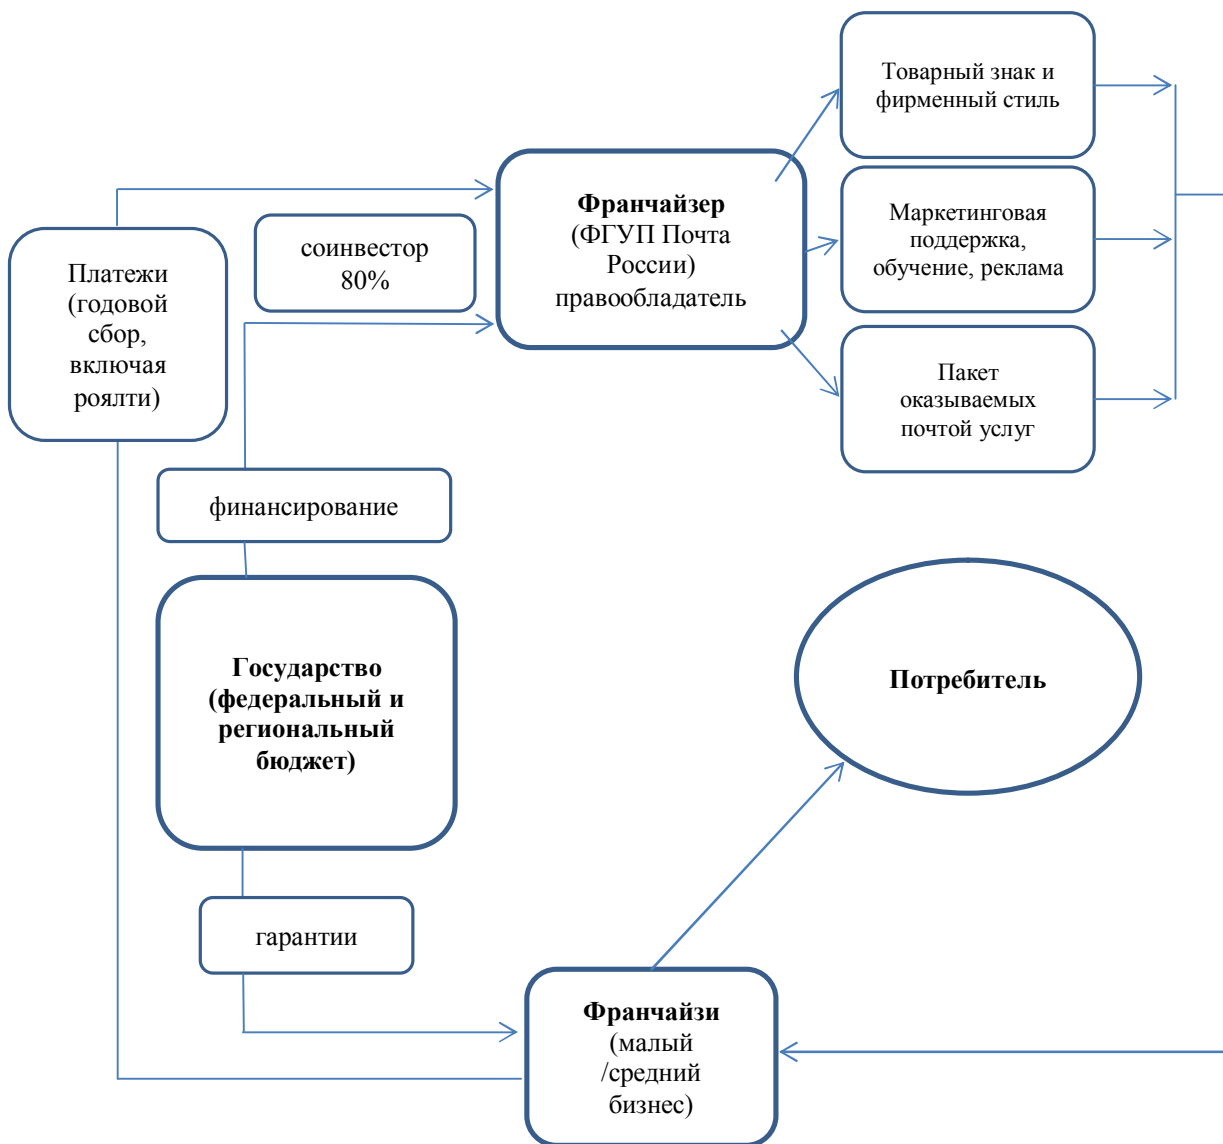 Товарный знак и
фирменный стиль
Франчайзер
(ФГУП Почта
России)
правообладатель
Маркетинговая
поддержка,
обучение, реклама
соинвестор
80%
Платежи
(годовой
сбор,
включая
роялти)
Пакет
оказываемых
почтой услуг
финансирование
Государство
(федеральный и
региональный
бюджет)
Потребитель
гарантии
Франчайзи
(малый
/средний
бизнес)